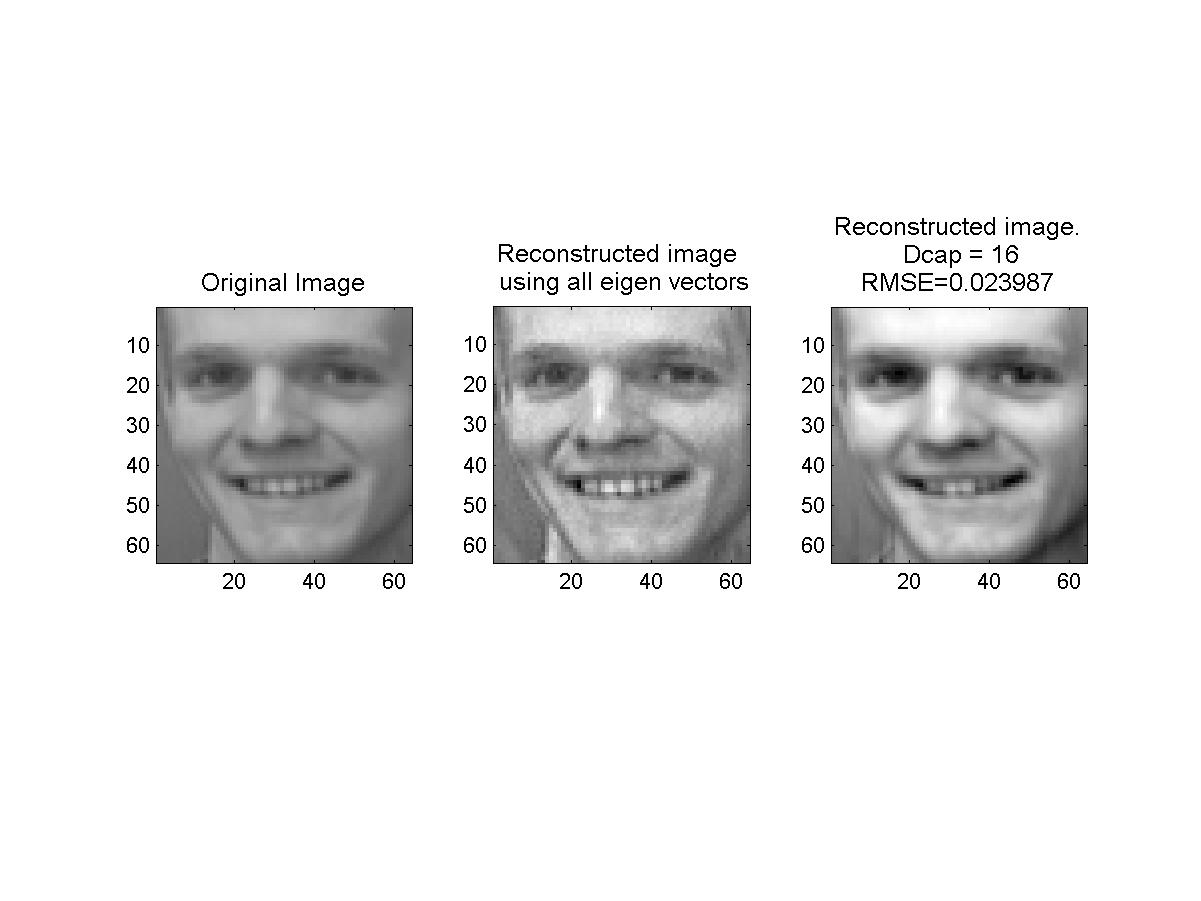 Original Image
10
20
30
40
50
60
20 40 60
Reconstructed image
using all eigen vectors
10
20
30
40
50
60
20 40 60
Reconstructed image.
Dcap = 16
RMSE=0.023987
10
20
30
40
50
60
20 40 60